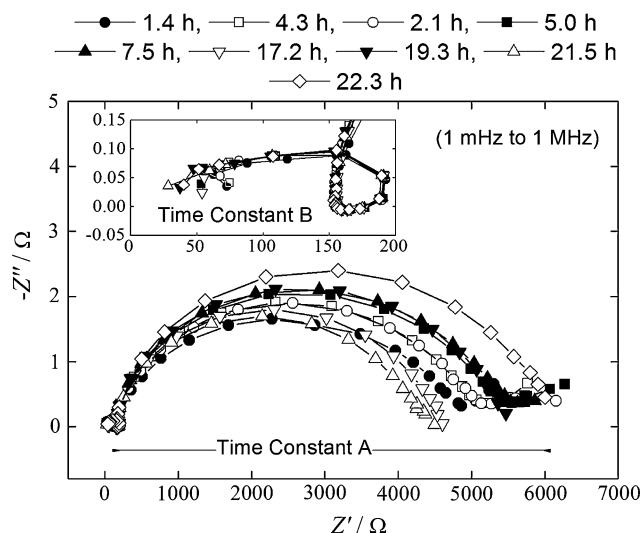 1.4 h, 4.3 h, 2.1 h, 5.0 h
7.5 h, 17.2 h, 19.3 h, 21.5 h
22.3 h
5
4
3
2
1
0
-Z'' / Ω
(1 mHz to 1 MHz)
0.15
0.10
0.05
0.00
-0.05
Time Constant B
0 50 100 150 200
Time Constant A
0 1000 2000 3000 4000 5000 6000 7000
Z' / Ω